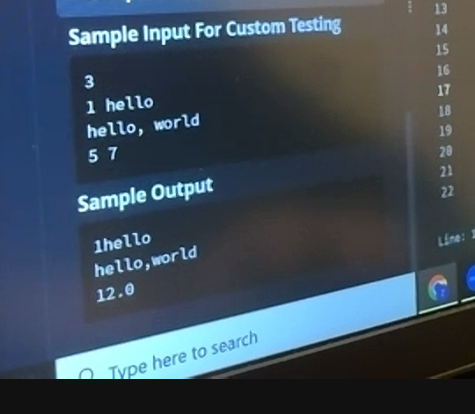 Sample Input For Custom Testing
3
1 hello
hello, world
5 7
Sample Output
1hello
hello,world
12.0
Type here to search
13
14
15
16
17
18
19
20
21
22
Line: